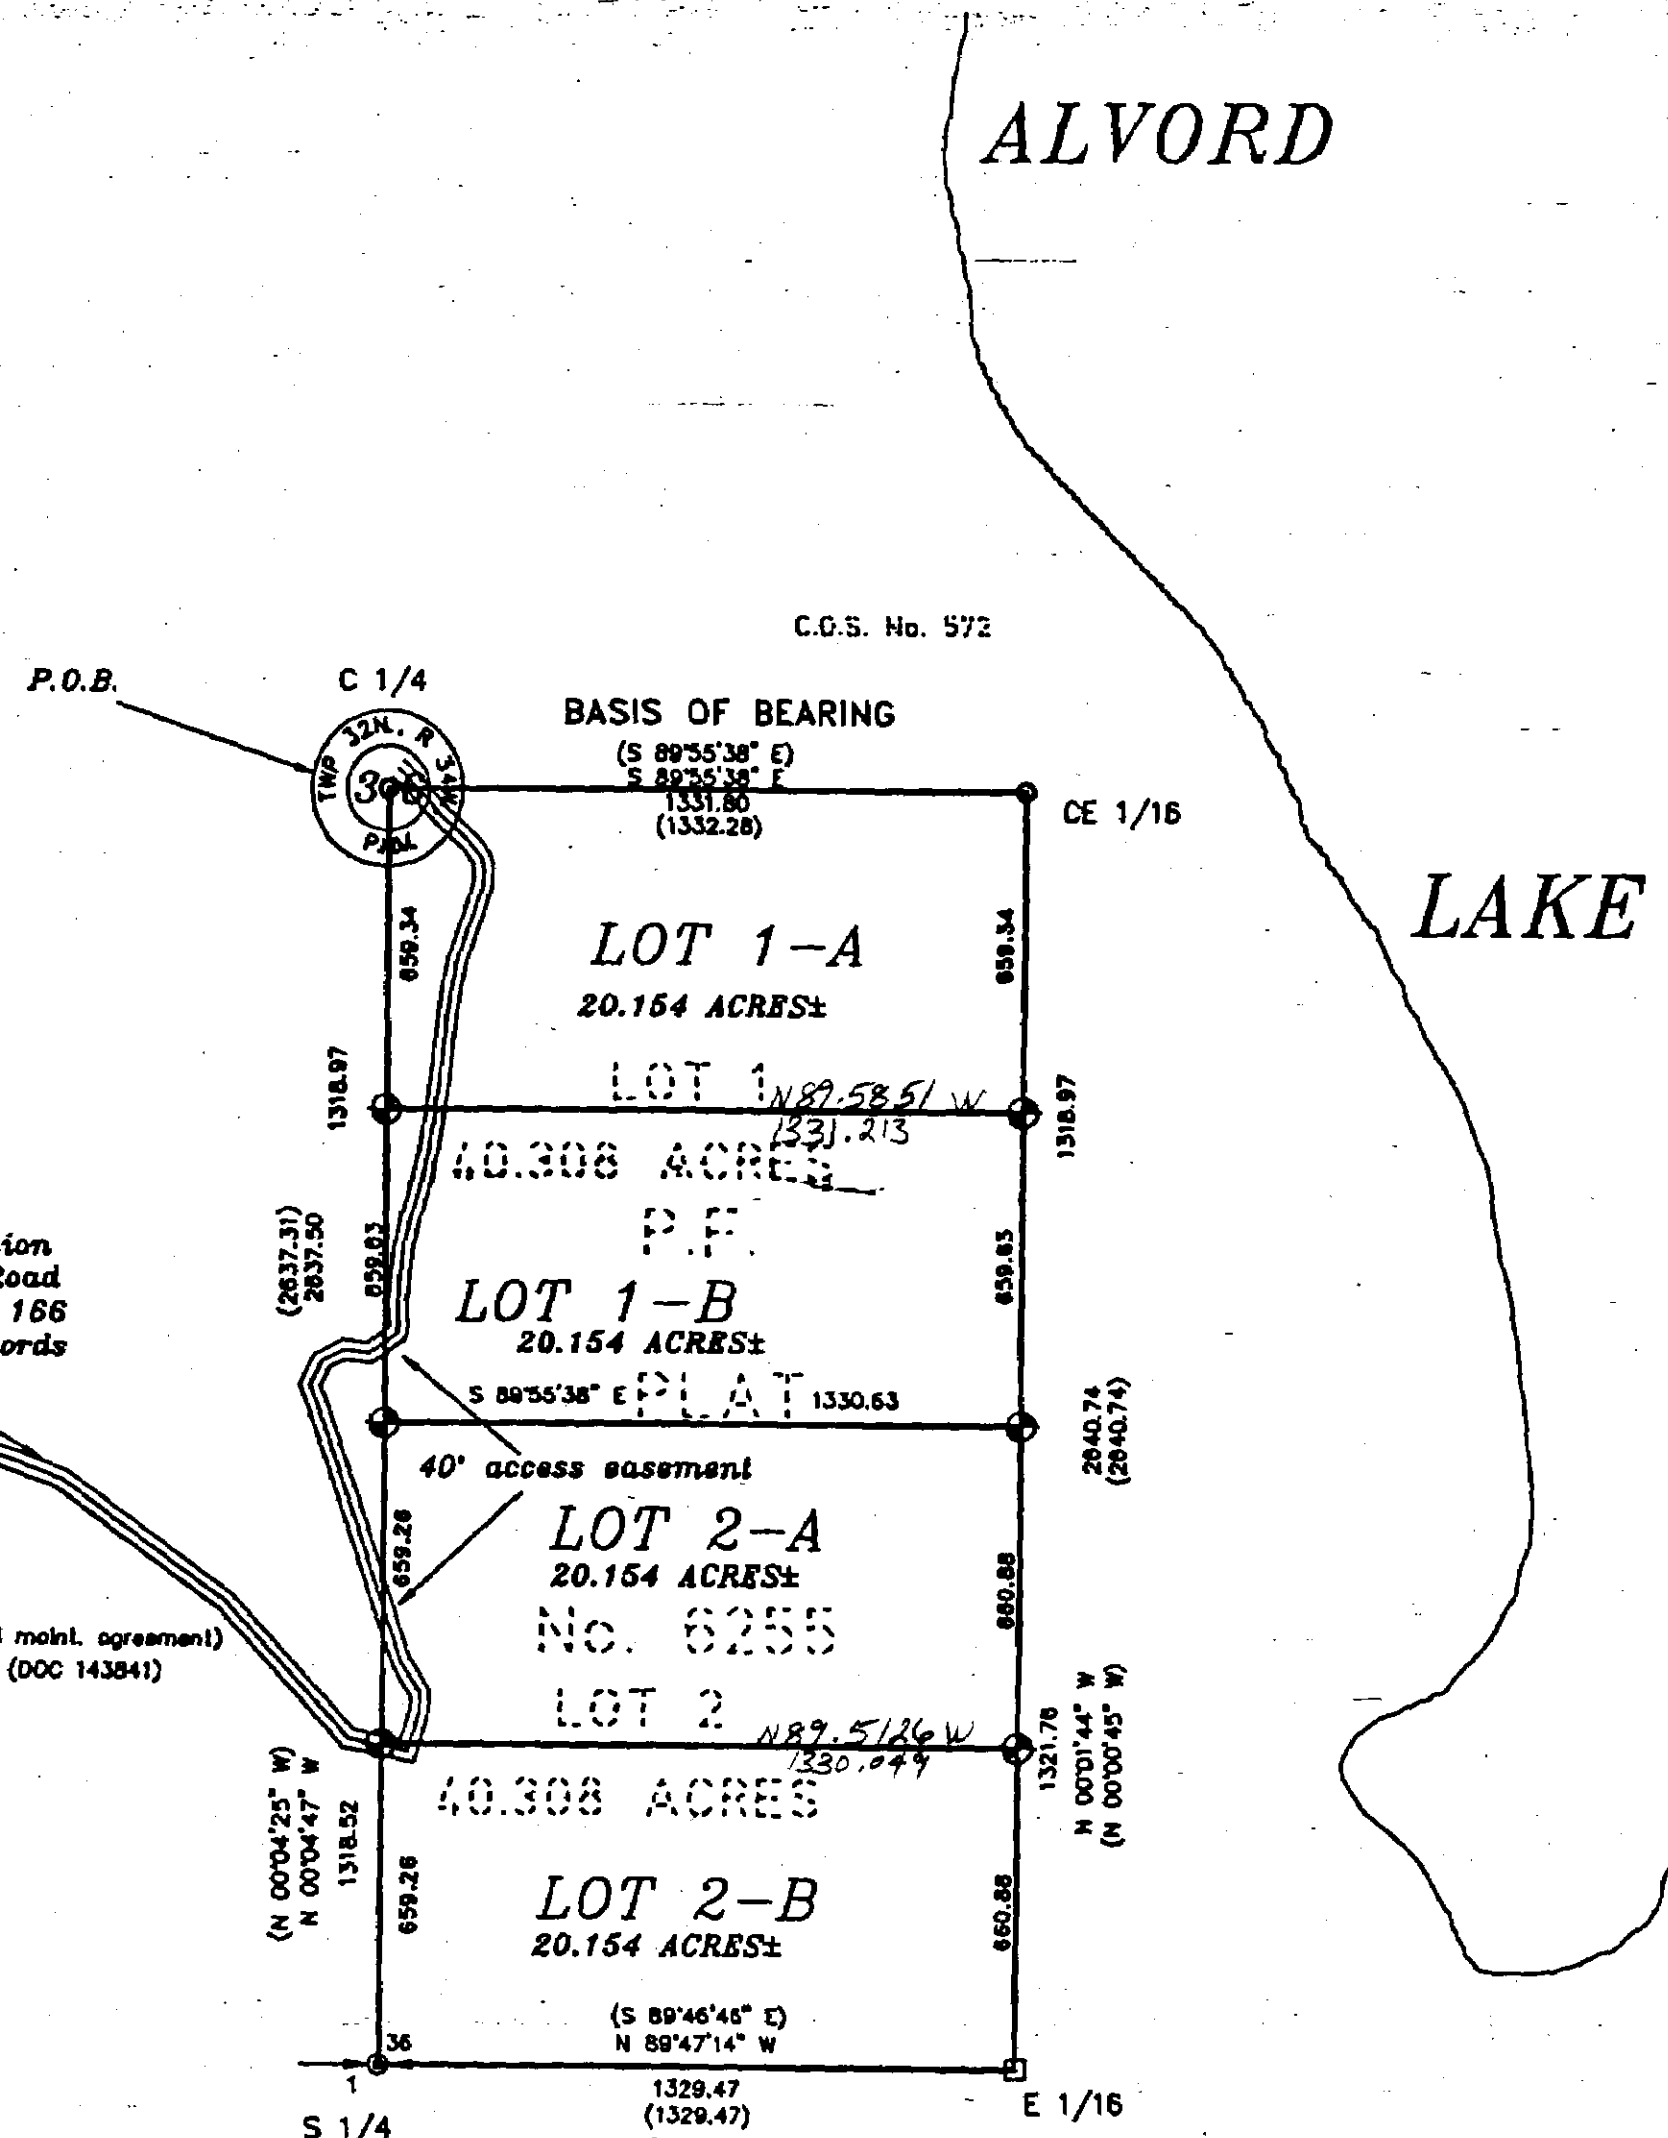 ALVORD
C.O.S. No. 572
P.O.B.
C 1/4
BASIS OF BEARING
(S 89°55'38" E)
S 89°55'38" E
1331.80
(1332.28)
TWP 32N. R 34W
36
CE 1/16
LAKE
659.34
659.34
LOT 1-A
20.154 ACRES±
1318.97
1318.97
LOT 1
N89.5851 W
1331.213
40.308 ACRES
P.F.
(2637.31)
2637.50
659.63
659.63
ion
Road
166
ords
LOT 1-B
20.154 ACRES±
S 89°55'38" E
PLAT
1330.63
2640.74
(2640.74)
40' access easement
LOT 2-A
20.154 ACRES±
659.26
660.88
No. 6255
maint. agreement)
(DOC 143841)
LOT 2
N89.5126 W
1330.049
1321.76
N 00°01'44" W
(N 00°00'45" W)
(N 00°04'25" W)
N 00°04'47" W
1318.52
40.308 ACRES
659.26
660.88
LOT 2-B
20.154 ACRES±
(S 89°46'46" E)
N 89°47'14" W
36
1
1329.47
(1329.47)
S 1/4
E 1/16